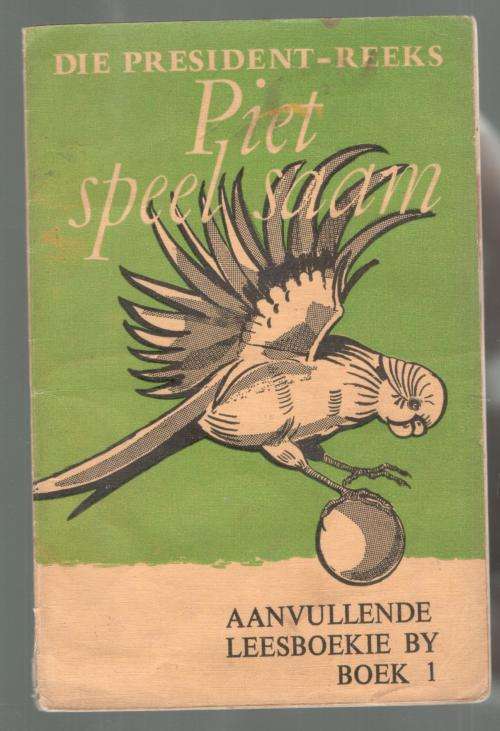 DIE PRESIDENT-REEKS
Piet
speel saam
AANVULLENDE
LEESBOEKIE BY
BOEK 1